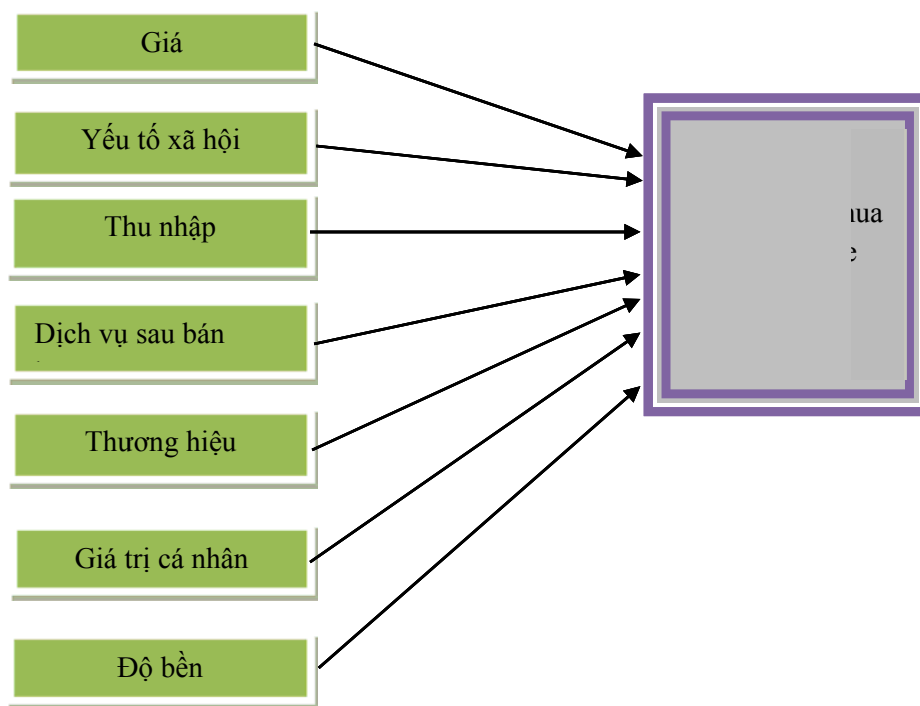 Giá
Yếu tố xã hội
Thu nhập
Dịch vụ sau bán
Thương hiệu
Giá trị cá nhân
Độ bền